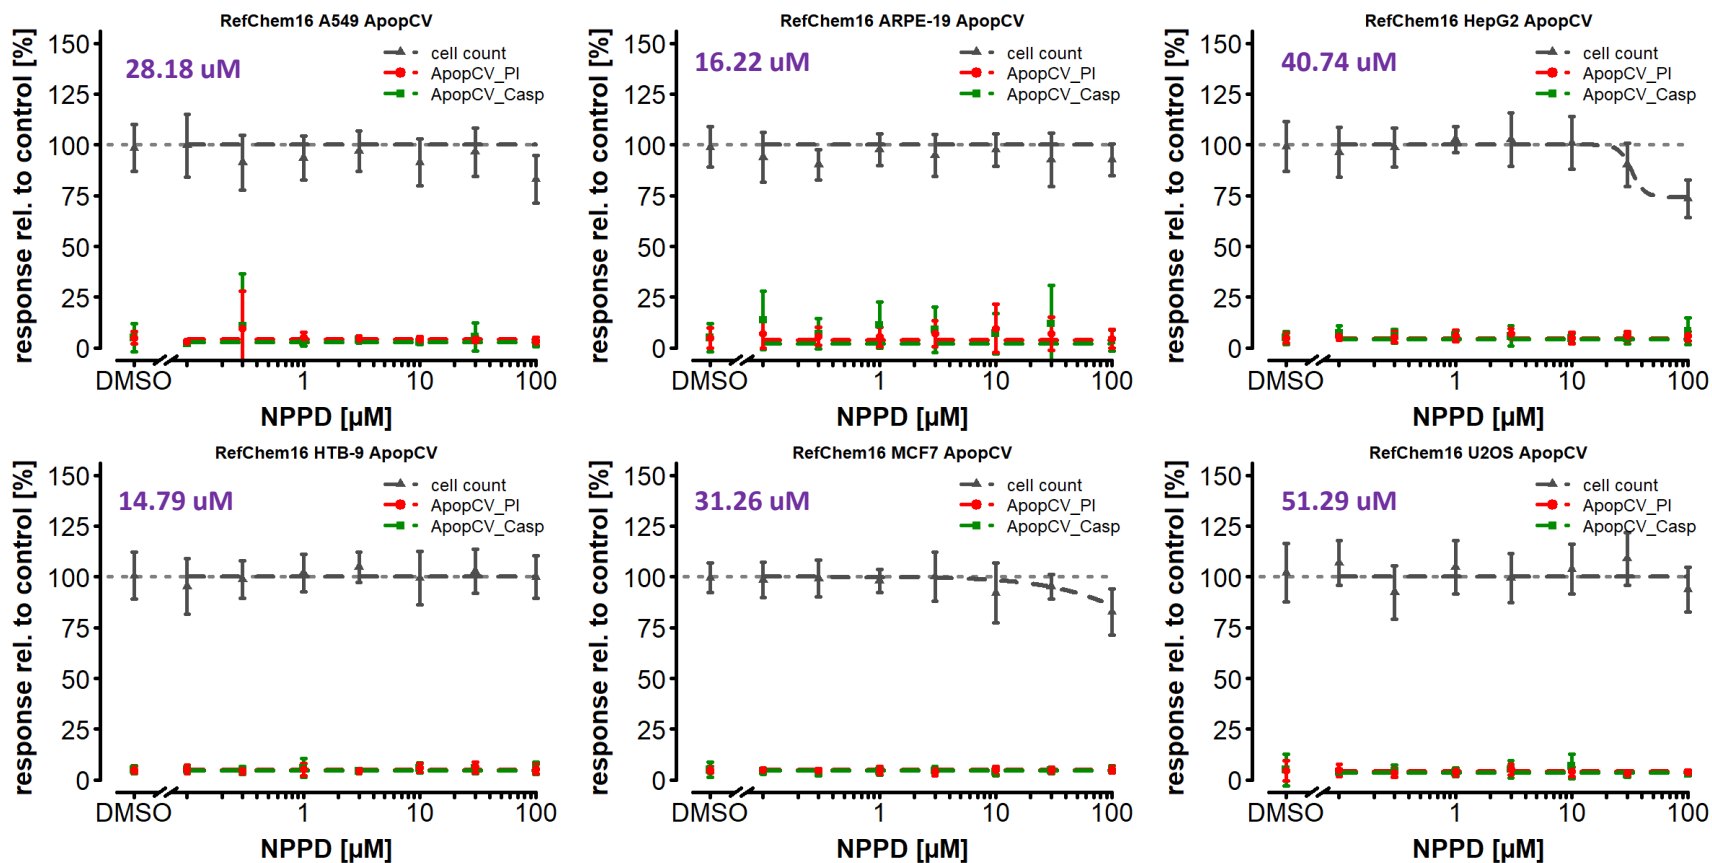 RefChem16 A549 ApopCV
response rel. to control [%]
150
125
100
75
50
25
0
28.18 uM
cell count
ApopCV_PI
ApopCV_Casp
DMSO
1
10
100
NPPD [µM]
RefChem16 ARPE-19 ApopCV
response rel. to control [%]
150
125
100
75
50
25
0
16.22 uM
cell count
ApopCV_PI
ApopCV_Casp
DMSO
1
10
100
NPPD [µM]
RefChem16 HepG2 ApopCV
response rel. to control [%]
150
125
100
75
50
25
0
40.74 uM
cell count
ApopCV_PI
ApopCV_Casp
DMSO
1
10
100
NPPD [µM]
RefChem16 HTB-9 ApopCV
response rel. to control [%]
150
125
100
75
50
25
0
14.79 uM
cell count
ApopCV_PI
ApopCV_Casp
DMSO
1
10
100
NPPD [µM]
RefChem16 MCF7 ApopCV
response rel. to control [%]
150
125
100
75
50
25
0
31.26 uM
cell count
ApopCV_PI
ApopCV_Casp
DMSO
1
10
100
NPPD [µM]
RefChem16 U2OS ApopCV
response rel. to control [%]
150
125
100
75
50
25
0
51.29 uM
cell count
ApopCV_PI
ApopCV_Casp
DMSO
1
10
100
NPPD [µM]